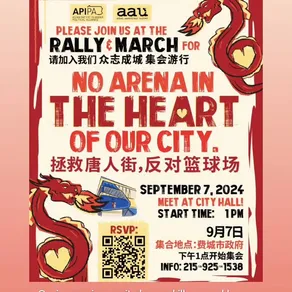 API PA
aau
PLEASE JOIN US AT THE
RALLY & MARCH FOR
请加入我们 众志成城 集会游行
NO ARENA IN
THE HEART
OF OUR CITY.
拯救唐人街,反对篮球场
SEPTEMBER 7, 2024
MEET AT CITY HALL!
START TIME: 1PM
RSVP:
9月7日
集合地点:费城市政府
下午1点开始集会
INFO: 215-925-1538